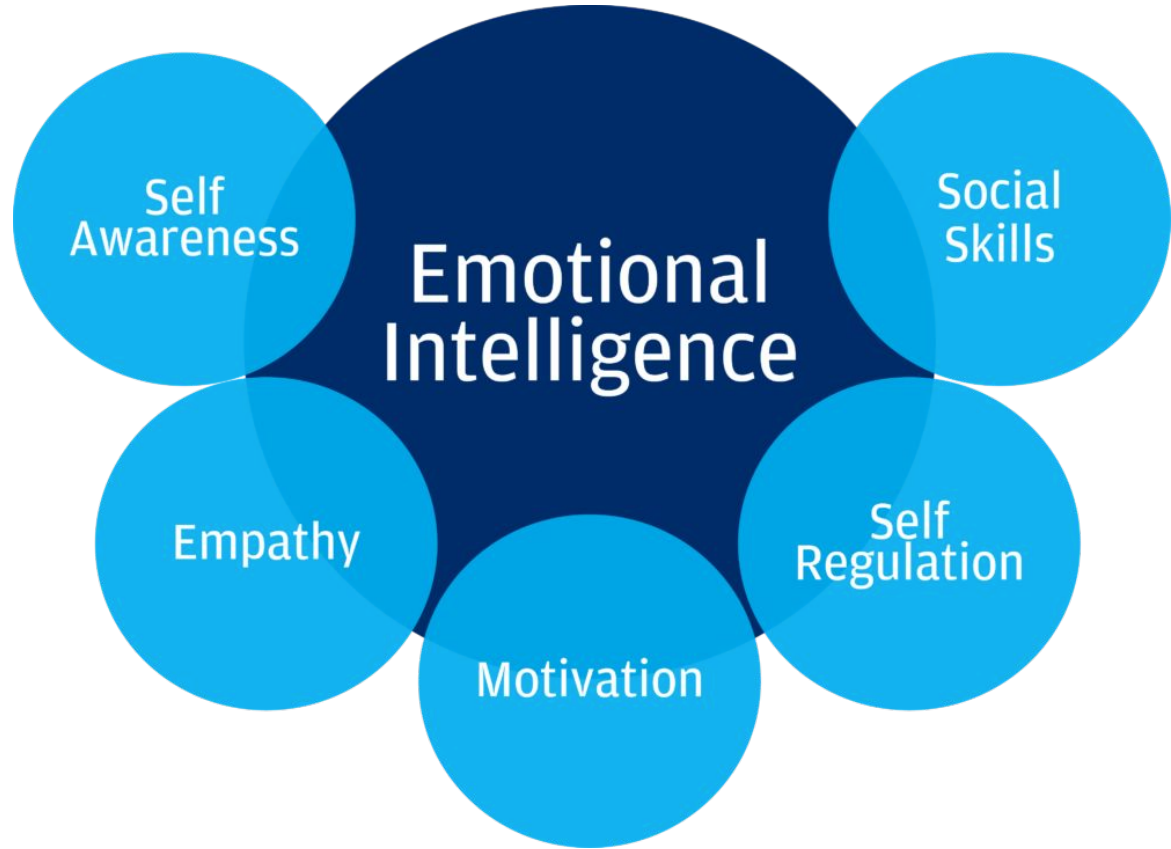 Self
Awareness
Emotional
Intelligence
Social
Skills
Empathy
Motivation
Self
Regulation